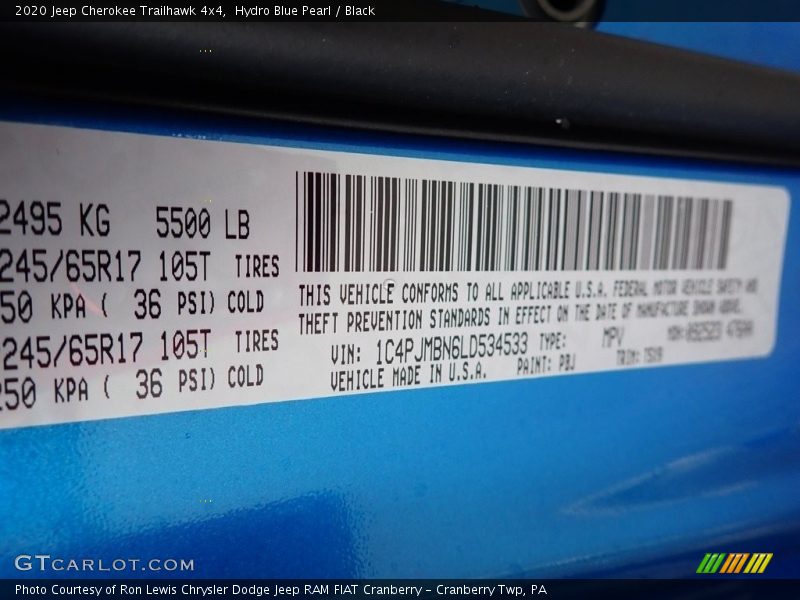 2020 Jeep Cherokee Trailhawk 4x4, Hydro Blue Pearl / Black
2495 KG 5500 LB
245/65R17 105T TIRES
50 KPA ( 36 PSI) COLD
245/65R17 105T TIRES
250 KPA ( 36 PSI) COLD
THIS VEHICLE CONFORMS TO ALL APPLICABLE U.S.A. FEDERAL MOTOR VEHICLE SAFETY AND
THEFT PREVENTION STANDARDS IN EFFECT ON THE DATE OF MANUFACTURE SHOWN ABOVE.
VIN: 1C4PJMBN6LD534533 TYPE: MPV
VEHICLE MADE IN U.S.A. PAINT: PBJ TRIM:
GTCARLOT.COM
Photo Courtesy of Ron Lewis Chrysler Dodge Jeep RAM FIAT Cranberry – Cranberry Twp, PA